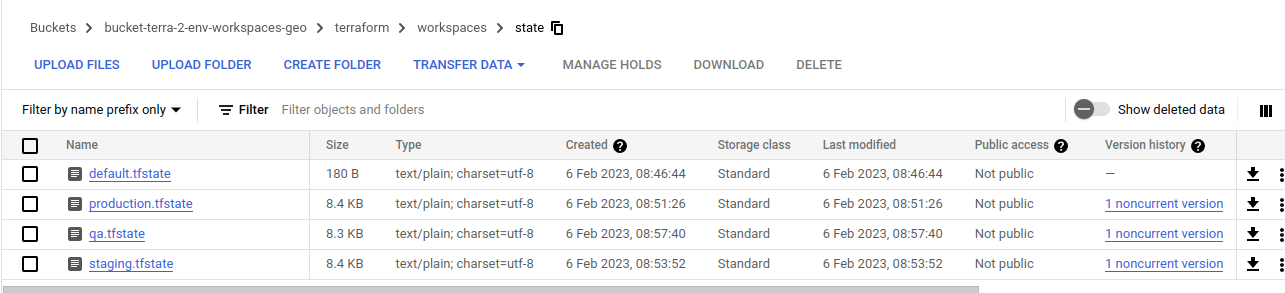 Buckets > bucket-terra-2-env-workspaces-geo > terraform > workspaces > state
UPLOAD FILES UPLOAD FOLDER CREATE FOLDER TRANSFER DATA MANAGE HOLDS DOWNLOAD DELETE
Filter by name prefix only Filter Filter objects and folders Show deleted data
Name Size Type Created ? Storage class Last modified Public access ? Version history ?
default.tfstate 180 B text/plain; charset=utf-8 6 Feb 2023, 08:46:44 Standard 6 Feb 2023, 08:46:44 Not public —
production.tfstate 8.4 KB text/plain; charset=utf-8 6 Feb 2023, 08:51:26 Standard 6 Feb 2023, 08:51:26 Not public 1 noncurrent version
qa.tfstate 8.3 KB text/plain; charset=utf-8 6 Feb 2023, 08:57:40 Standard 6 Feb 2023, 08:57:40 Not public 1 noncurrent version
staging.tfstate 8.4 KB text/plain; charset=utf-8 6 Feb 2023, 08:53:52 Standard 6 Feb 2023, 08:53:52 Not public 1 noncurrent version